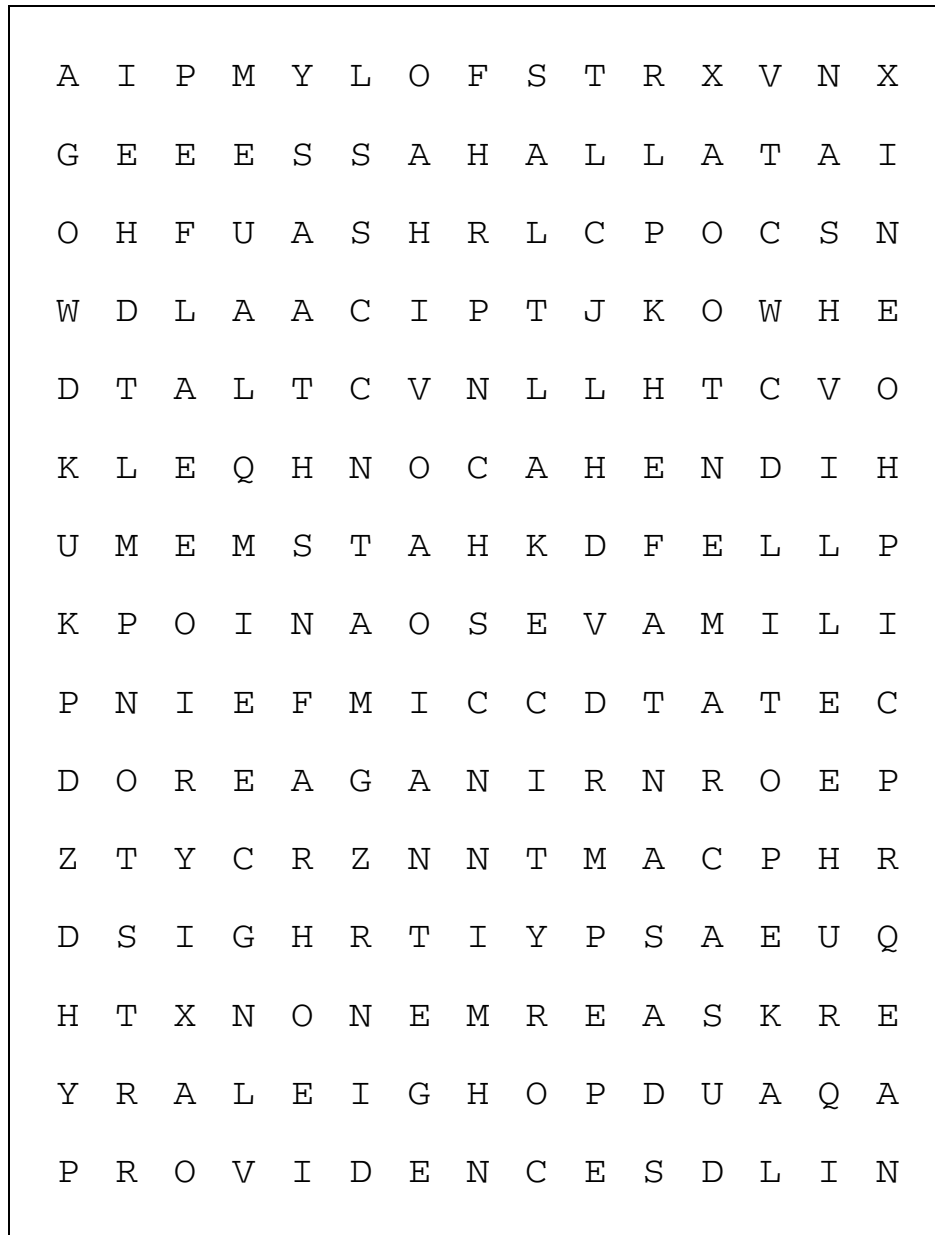 A I P M Y L O F S T R X V N X
G E E E S S A H A L L A T A I
O H F U A S H R L C P O C S N
W D L A A C I P T J K O W H E
D T A L T C V N L L H T C V O
K L E Q H N O C A H E N D I H
U M E M S T A H K D F E L L P
K P O I N A O S E V A M I L I
P N I E F M I C C D T A T E C
D O R E A G A N I R N R O E P
Z T Y C R Z N N T M A C P H R
D S I G H R T I Y P S A E U Q
H T X N O N E M R E A S K R E
Y R A L E I G H O P D U A Q A
P R O V I D E N C E S D L I N